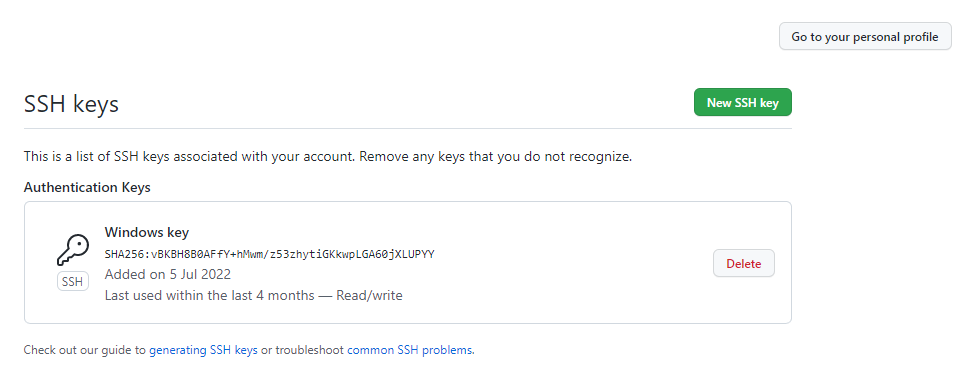 Go to your personal profile
SSH keys
New SSH key
This is a list of SSH keys associated with your account. Remove any keys that you do not recognize.
Authentication Keys
Windows key
SHA256:vBKBH8B0AFfY+hMwm/z53zhytiGKkwpLGA60jXLUPYY
SSH
Added on 5 Jul 2022
Delete
Last used within the last 4 months — Read/write
Check out our guide to generating SSH keys or troubleshoot common SSH problems.